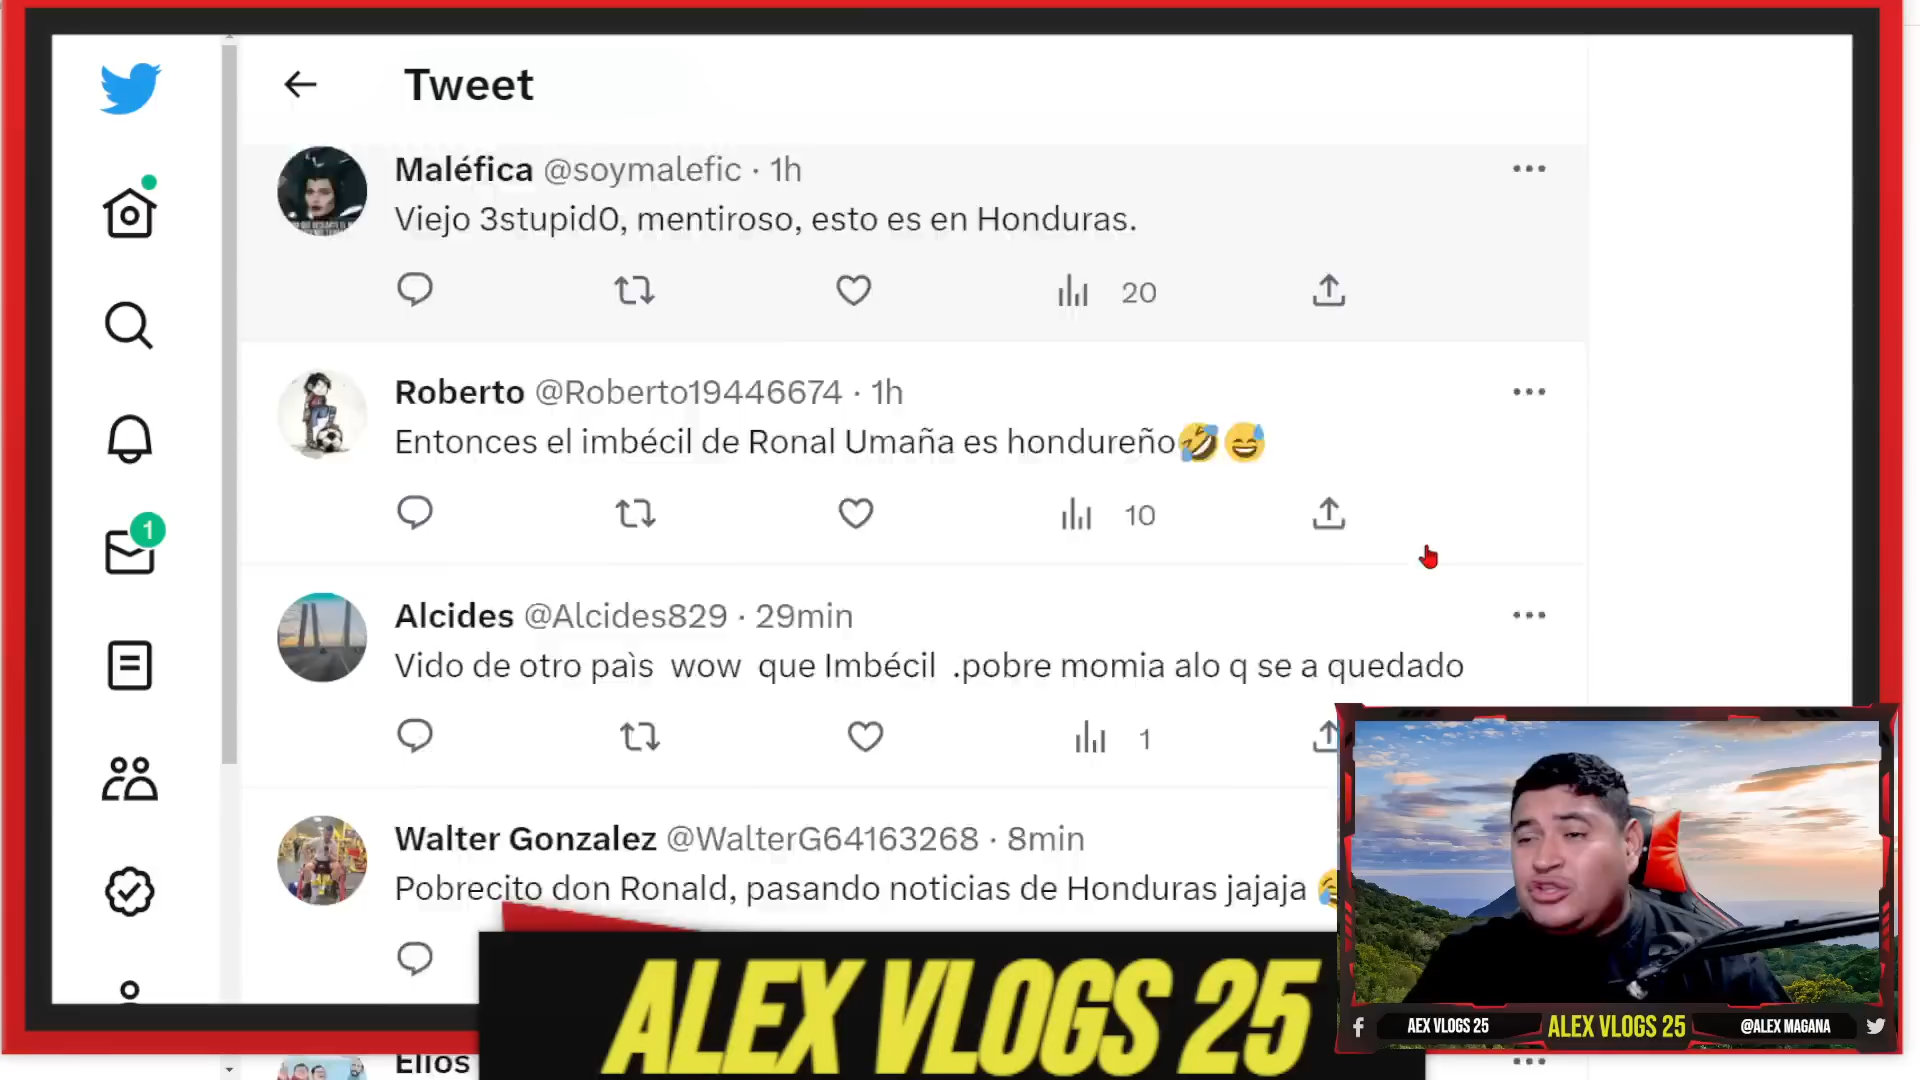 Tweet
Maléfica @soymalefic · 1h
Viejo 3stupid0, mentiroso, esto es en Honduras.
20
Roberto @Roberto19446674 · 1h
Entonces el imbécil de Ronal Umaña es hondureño🤣😅
10
1
Alcides @Alcides829 · 29min
Vido de otro paìs wow que Imbécil .pobre momia alo q se a quedado
1
Walter Gonzalez @WalterG64163268 · 8min
Pobrecito don Ronald, pasando noticias de Honduras jajaja
ALEX VLOGS 25
AEX VLOGS 25
ALEX VLOGS 25
@ALEX MAGANA
Ellos